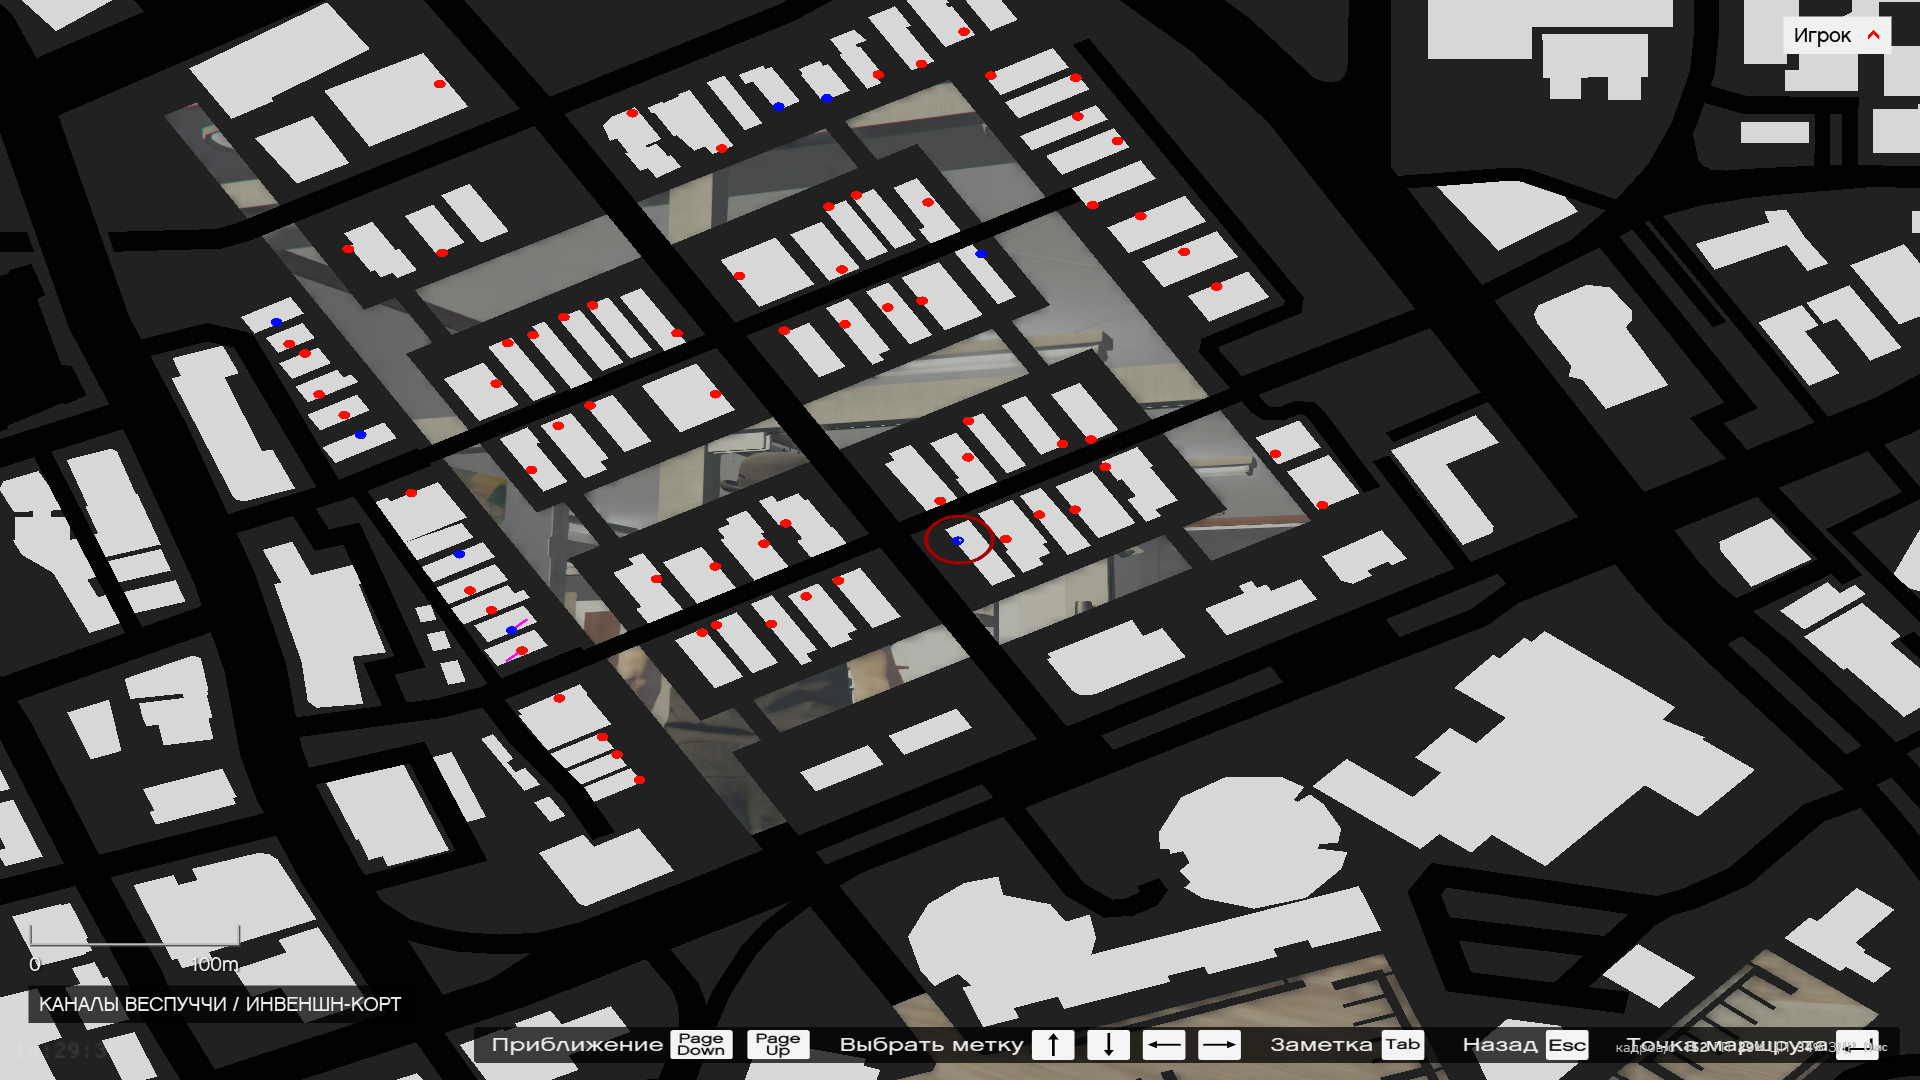 Игрок
0
100m
КАНАЛЫ ВЕСПУЧЧИ / ИНВЕНШН-КОРТ
Приближение Page Down Page Up Выбрать метку ↑ ↓ ← → Заметка Tab Назад Esc Точка маршрута